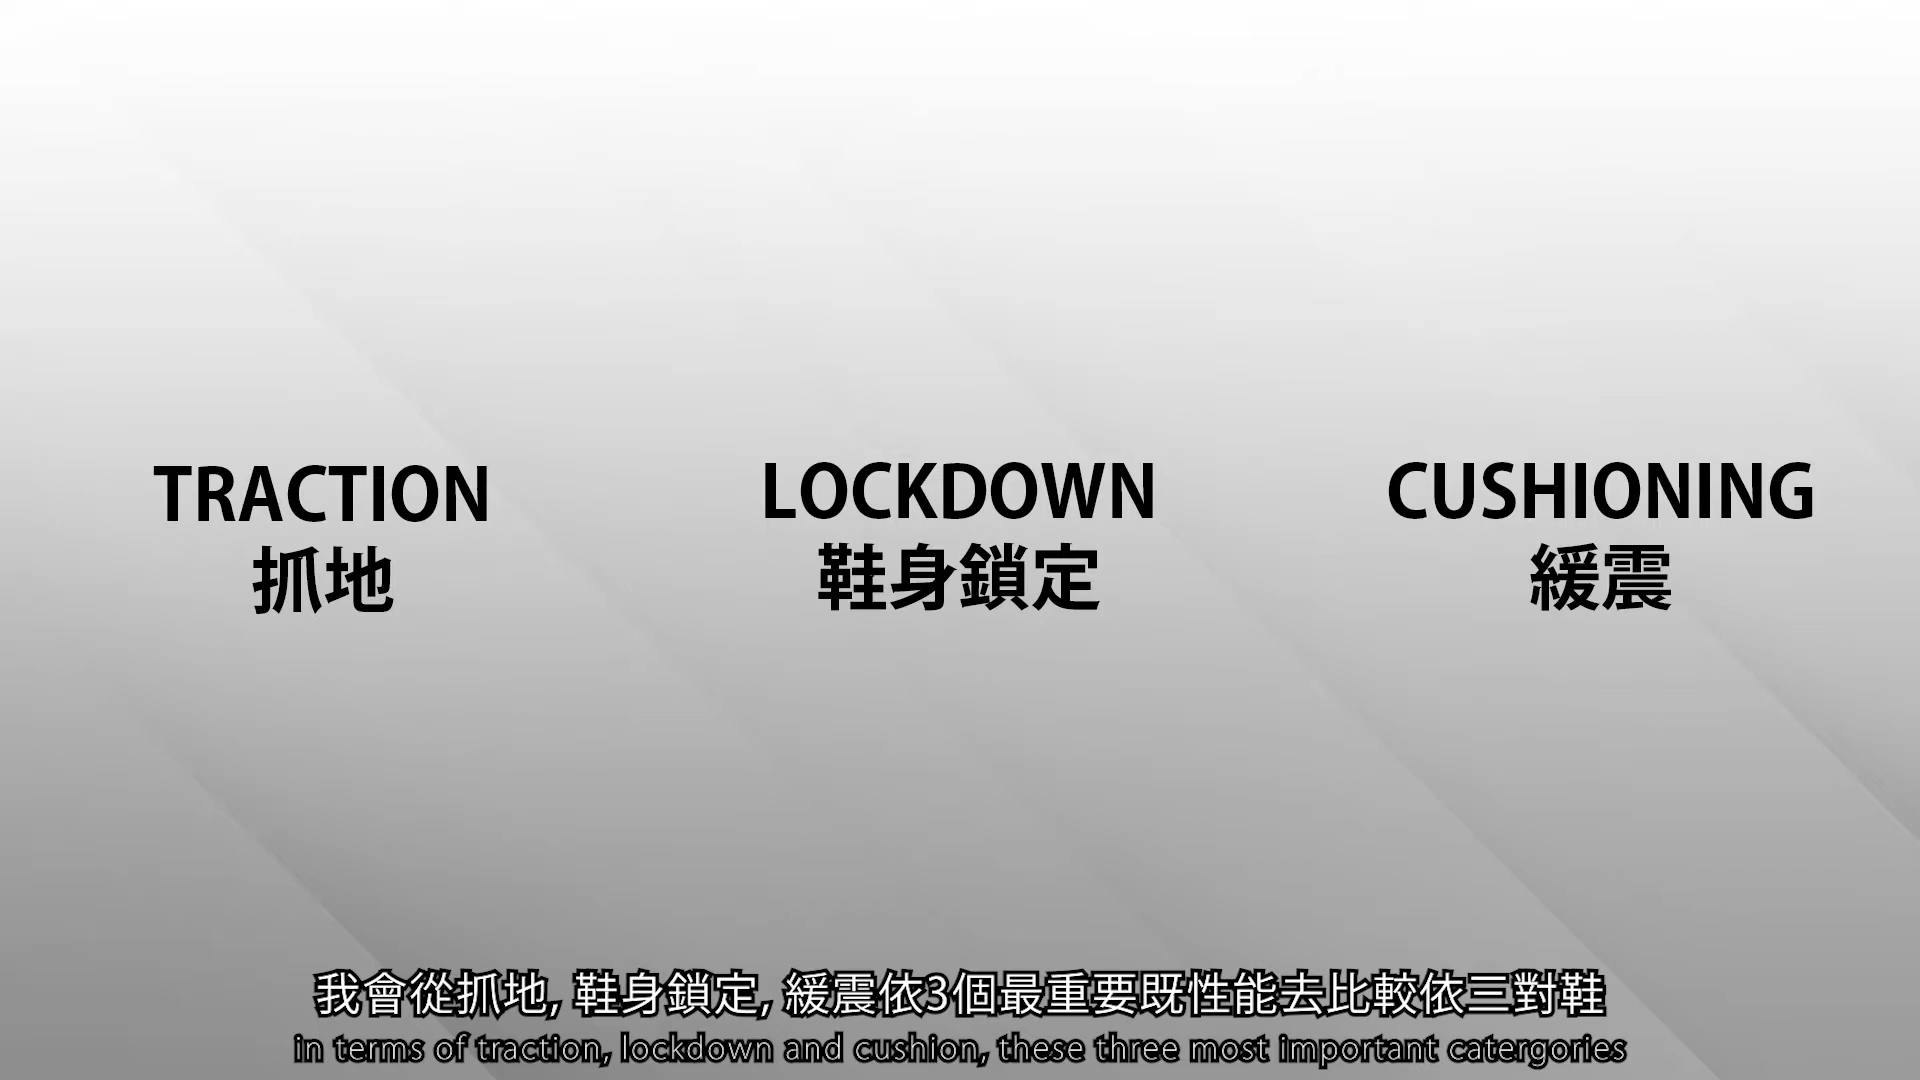 TRACTION
抓地
LOCKDOWN
鞋身鎖定
CUSHIONING
緩震
我會從抓地, 鞋身鎖定, 緩震依3個最重要既性能去比較依三對鞋
in terms of traction, lockdown and cushion, these three most important catergories